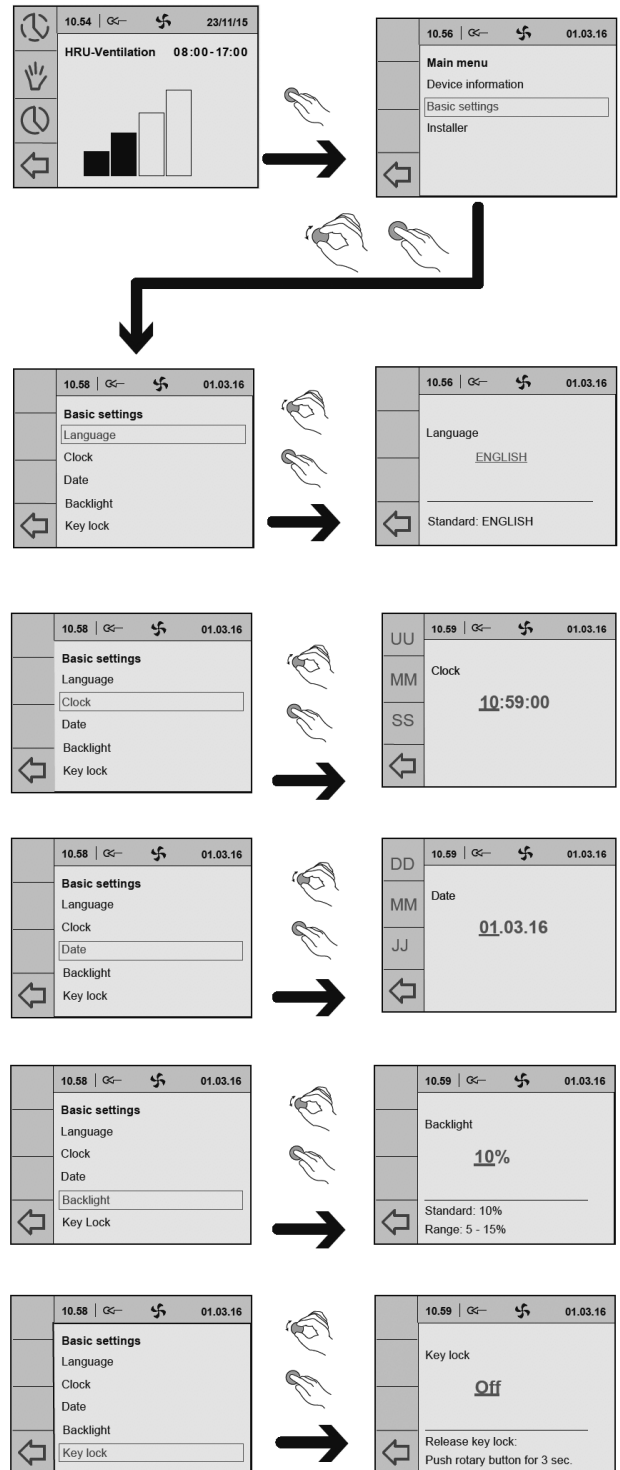 10.54 23/11/15
HRU-Ventilation 08:00-17:00
10.56 01.03.16
Main menu
Device information
Basic settings
Installer
10.58 01.03.16
Basic settings
Language
Clock
Date
Backlight
Key lock
10.56 01.03.16
Language
ENGLISH
Standard: ENGLISH
10.58 01.03.16
Basic settings
Language
Clock
Date
Backlight
Key lock
UU
MM
SS
10.59 01.03.16
Clock
10:59:00
10.58 01.03.16
Basic settings
Language
Clock
Date
Backlight
Key lock
DD
MM
JJ
10.59 01.03.16
Date
01.03.16
10.58 01.03.16
Basic settings
Language
Clock
Date
Backlight
Key Lock
10.59 01.03.16
Backlight
10%
Standard: 10%
Range: 5 - 15%
10.58 01.03.16
Basic settings
Language
Clock
Date
Backlight
Key lock
10.59 01.03.16
Key lock
Off
Release key lock:
Push rotary button for 3 sec.